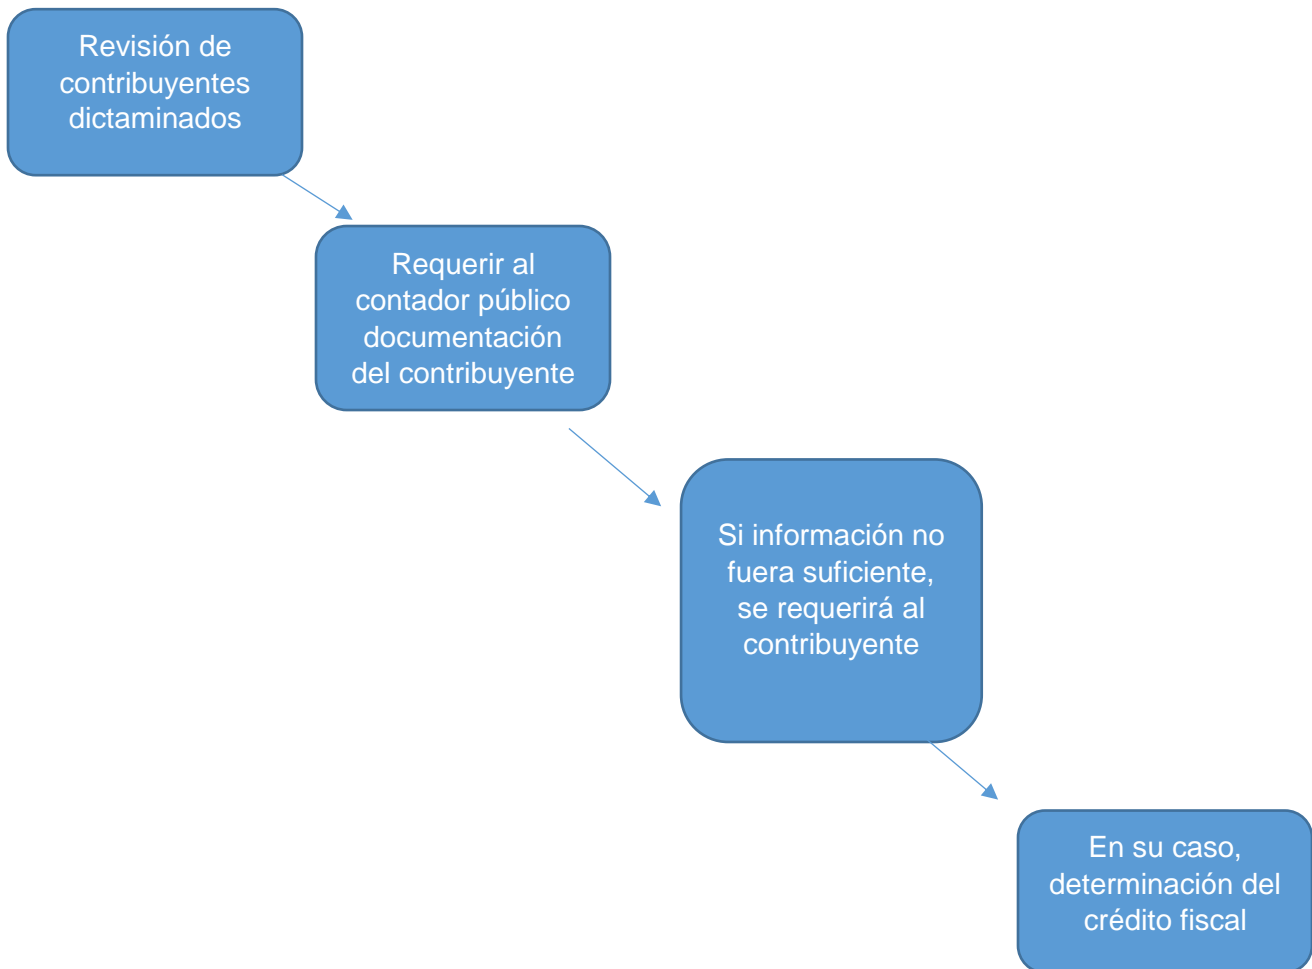 Revisión de
contribuyentes
dictaminados
Requerir al
contador público
documentación
del contribuyente
Si información no
fuera suficiente,
se requerirá al
contribuyente
En su caso,
determinación del
crédito fiscal